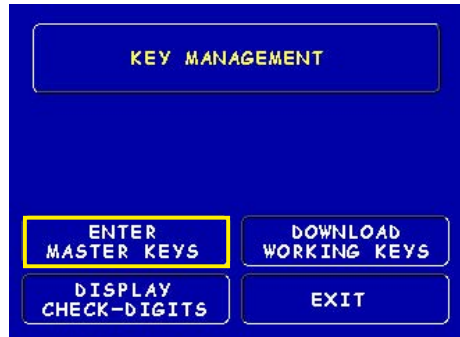 KEY MANAGEMENT
ENTER
MASTER KEYS
DOWNLOAD
WORKING KEYS
DISPLAY
CHECK-DIGITS
EXIT